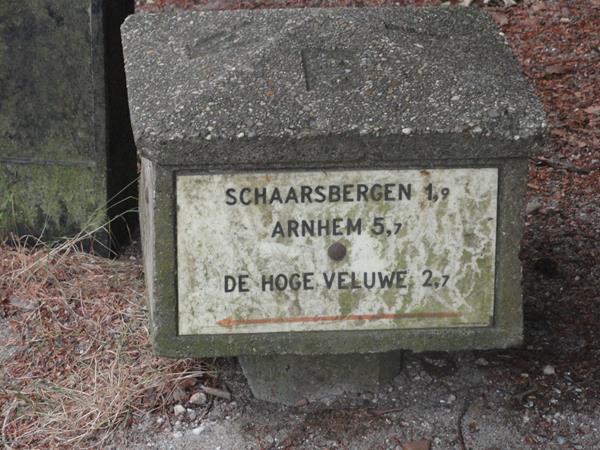 SCHAARSBERGEN 1,9
ARNHEM 5,7
DE HOGE VELUWE 2,7